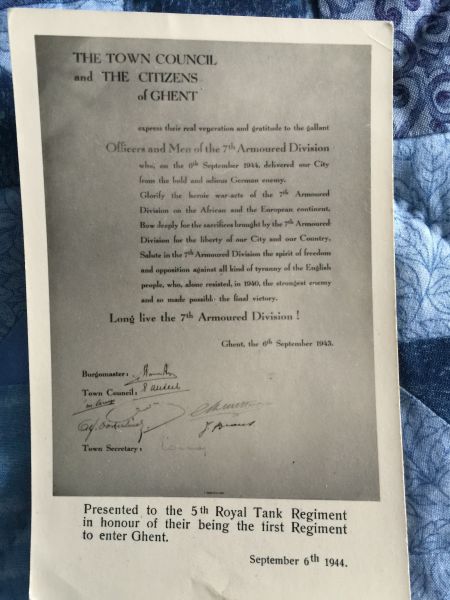 THE TOWN COUNCIL
and THE CITIZENS
of GHENT
express their real veneration and gratitude to the gallant
Officers and Men of the 7th Armoured Division
who, on the 6th September 1944, delivered our City
from the bold and odious German enemy.
Glorify the heroic war-acts of the 7th Armoured
Division on the African and the European continent.
Bow deeply for the sacrifices brought by the 7th Armoured
Division for the liberty of our City and our Country.
Salute in the 7th Armoured Division the spirit of freedom
and opposition against all kind of tyranny of the English
people, who, alone resisted, in 1940, the strongest enemy
and so made possible the final victory.
Long live the 7th Armoured Division !
Ghent, the 6th September 1945.
Burgomaster :
Town Council :
Town Secretary :
Presented to the 5th Royal Tank Regiment
in honour of their being the first Regiment
to enter Ghent.
September 6th 1944.